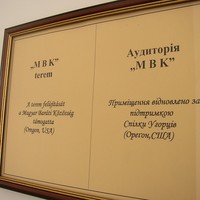 „M B K”
terem
A terem felújítását
a Magyar Baráti Közösség
támogatta
(Oregon, USA)
Аудиторія
„М В К”
Приміщення відновлено за
підтримкою
Спілки Угорців
(Орегон,США)